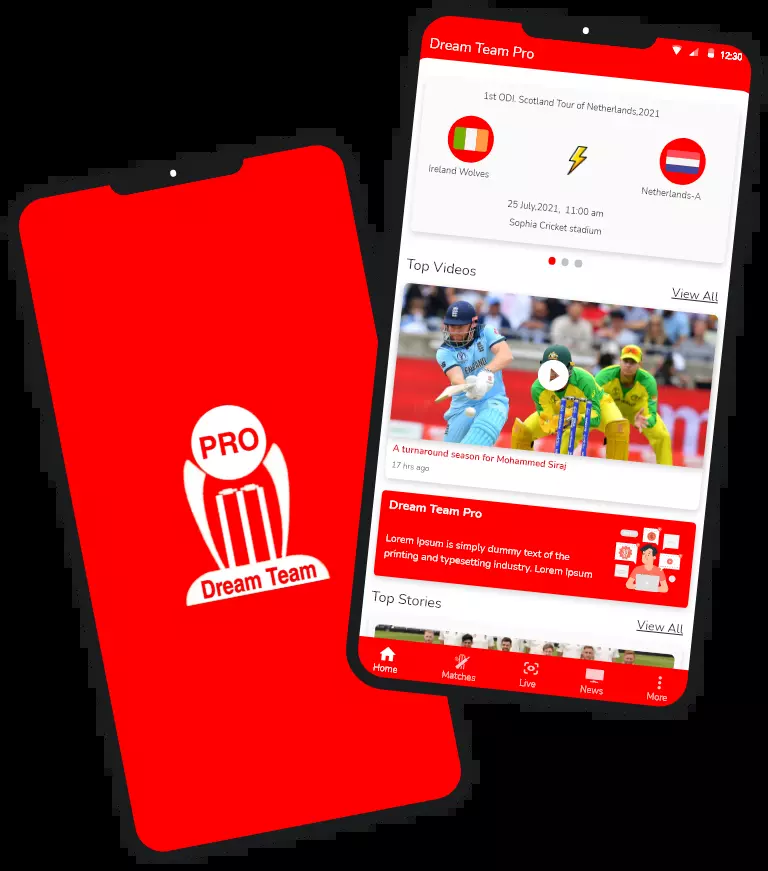 PRO
Dream Team
Dream Team Pro
12:30
1st ODI. Scotland Tour of Netherlands,2021
Ireland Wolves
Netherlands-A
25 July,2021, 11:00 am
Sophia Cricket stadium
Top Videos
View All
ENGLAND
A turnaround season for Mohammed Siraj
17 hrs ago
Dream Team Pro
Lorem Ipsum is simply dummy text of the
printing and typesetting industry. Lorem Ipsum
Top Stories
View All
Home
Matches
Live
News
More